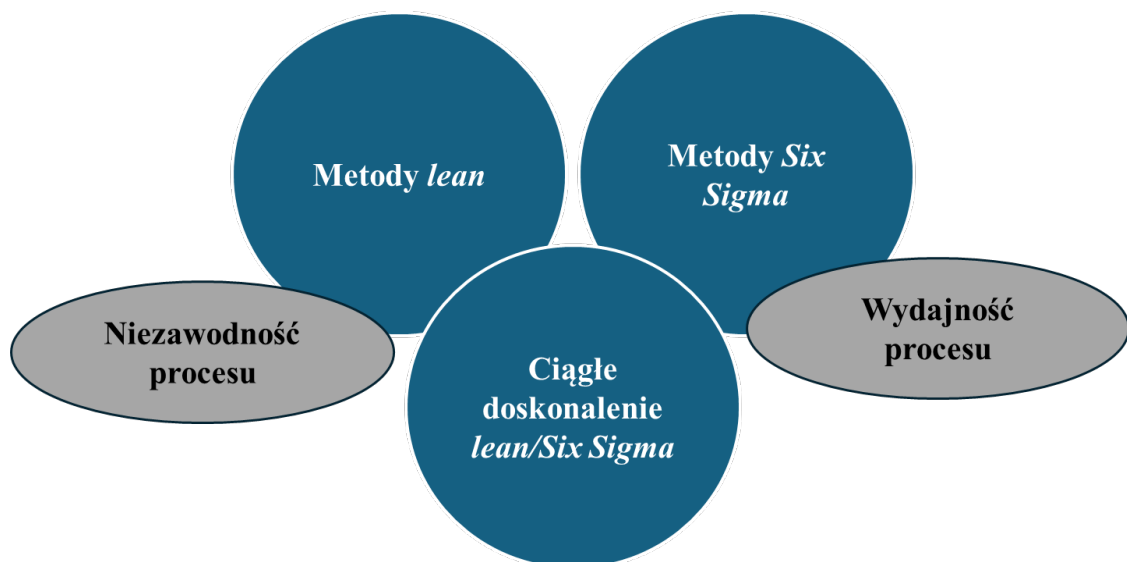 Metody lean
Metody Six
Sigma
Niezawodność
procesu
Wydajność
procesu
Ciągłe
doskonalenie
lean/Six Sigma